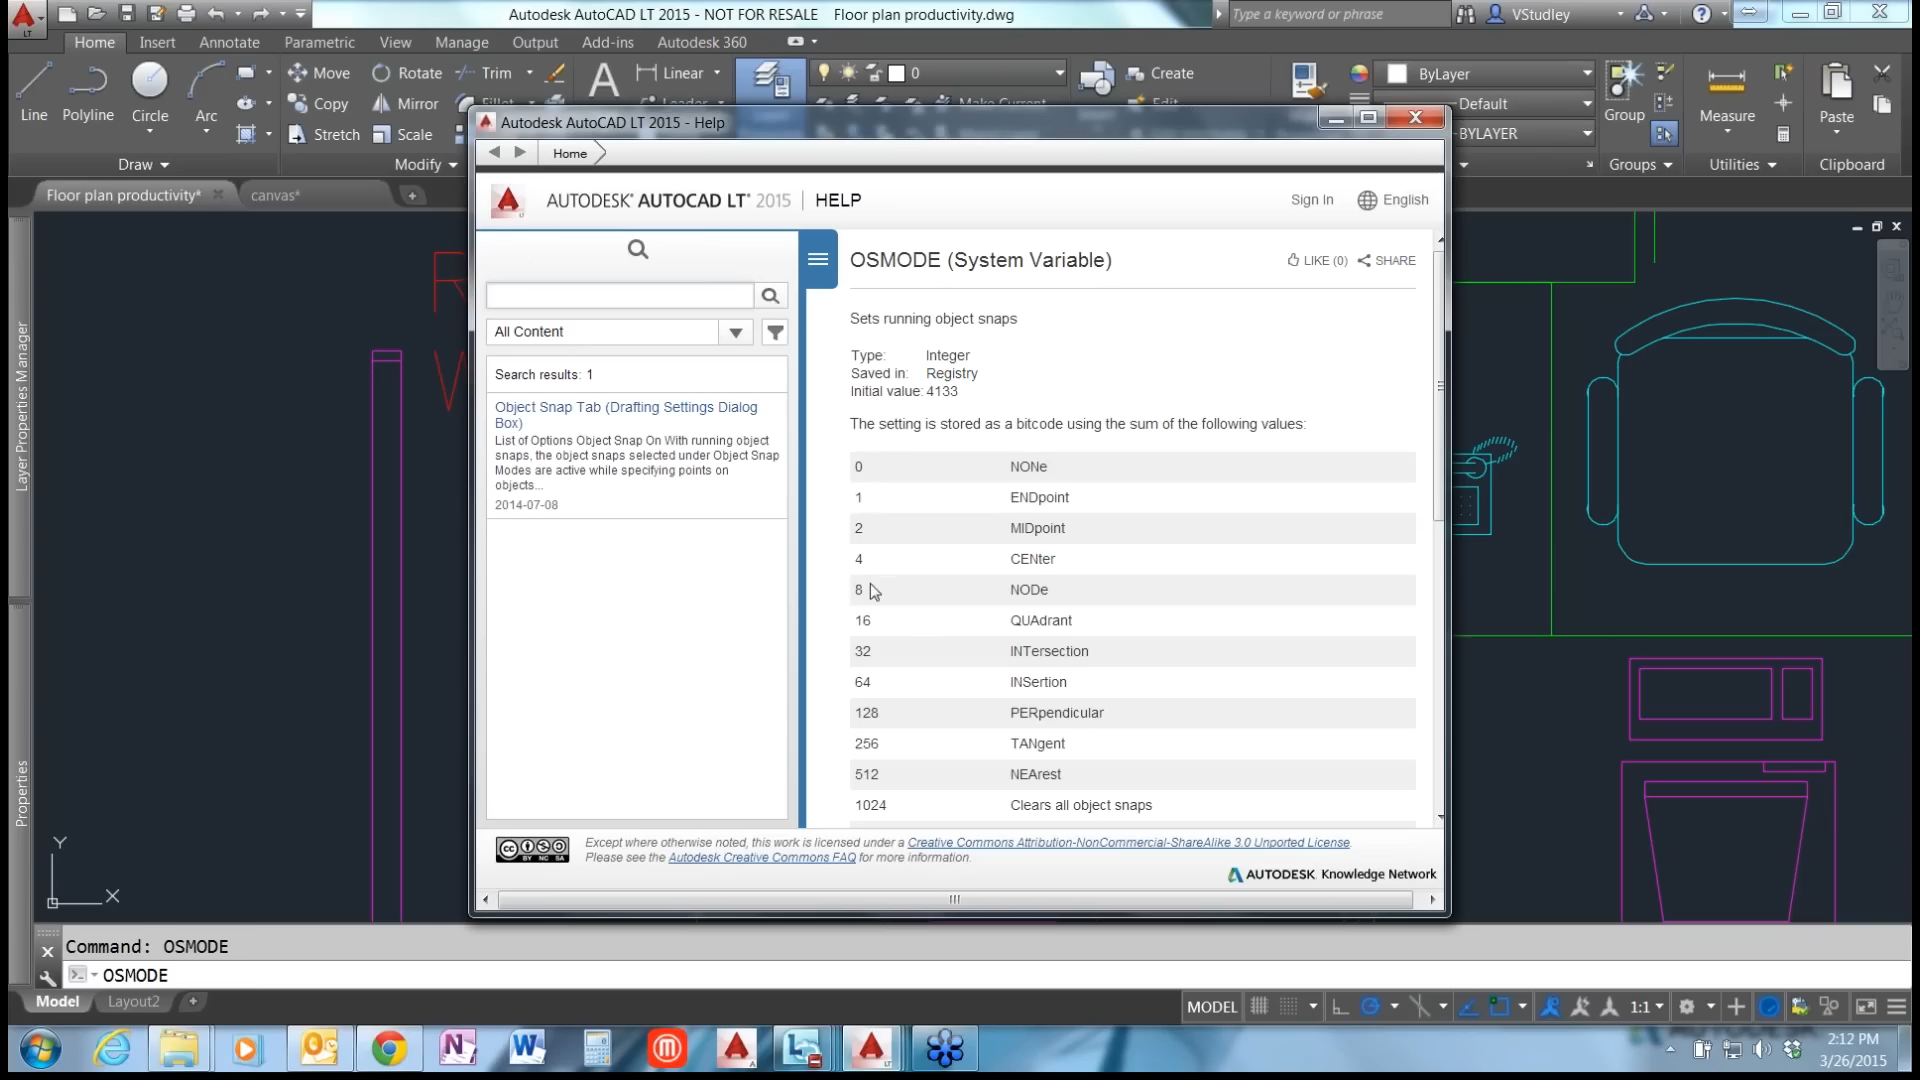 Autodesk AutoCAD LT 2015 - NOT FOR RESALE Floor plan productivity.dwg
Type a keyword or phrase
VStudley
LT
Home Insert Annotate Parametric View Manage Output Add-ins Autodesk 360
Line Polyline Circle Arc
Move Rotate Trim
Copy Mirror Fillet
Stretch Scale
Linear
Leader
0
Make Current
Create
Edit
ByLayer
Default
BYLAYER
Group
Measure
Paste
Draw Modify Groups Utilities Clipboard
Floor plan productivity* canvas*
Layer Properties Manager
Properties
R
W
Autodesk AutoCAD LT 2015 - Help
Home
AUTODESK® AUTOCAD LT® 2015 HELP
Sign In English
All Content
Search results: 1
Object Snap Tab (Drafting Settings Dialog
Box)
List of Options Object Snap On With running object
snaps, the object snaps selected under Object Snap
Modes are active while specifying points on
objects...
2014-07-08
OSMODE (System Variable)
LIKE (0) SHARE
Sets running object snaps
Type: Integer
Saved in: Registry
Initial value: 4133
The setting is stored as a bitcode using the sum of the following values:
0 NONe
1 ENDpoint
2 MIDpoint
4 CENter
8 NODe
16 QUAdrant
32 INTersection
64 INSertion
128 PERpendicular
256 TANgent
512 NEArest
1024 Clears all object snaps
cc BY NC SA
Except where otherwise noted, this work is licensed under a Creative Commons Attribution-NonCommercial-ShareAlike 3.0 Unported License.
Please see the Autodesk Creative Commons FAQ for more information.
AUTODESK. Knowledge Network
Y
X
Command: OSMODE
OSMODE
Model Layout2
MODEL 1:1
2:12 PM
3/26/2015